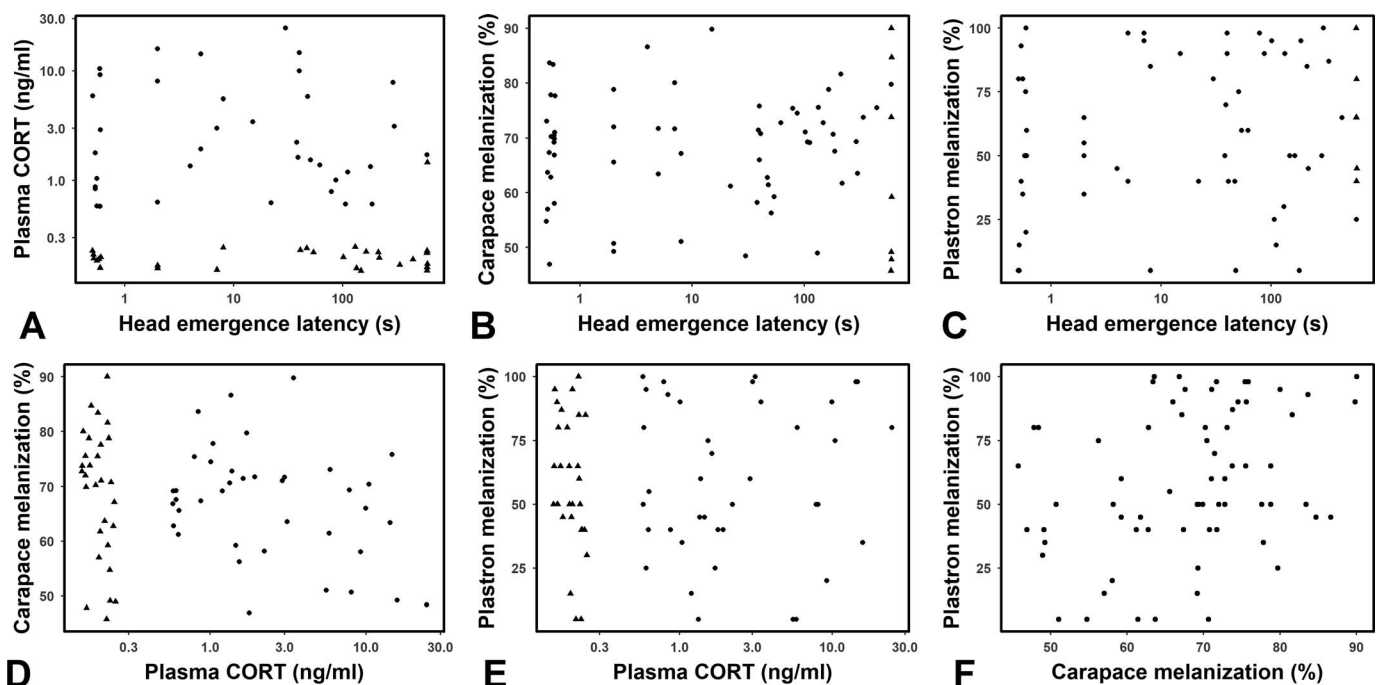 Plasma CORT (ng/ml)
30.0
10.0
3.0
1.0
0.3
1
10
100
A
Head emergence latency (s)
Carapace melanization (%)
90
80
70
60
50
1
10
100
B
Head emergence latency (s)
Plastron melanization (%)
100
75
50
25
1
10
100
C
Head emergence latency (s)
Carapace melanization (%)
90
80
70
60
50
0.3
1.0
3.0
10.0
30.0
D
Plasma CORT (ng/ml)
Plastron melanization (%)
100
75
50
25
0.3
1.0
3.0
10.0
30.0
E
Plasma CORT (ng/ml)
Plastron melanization (%)
100
75
50
25
50
60
70
80
90
F
Carapace melanization (%)